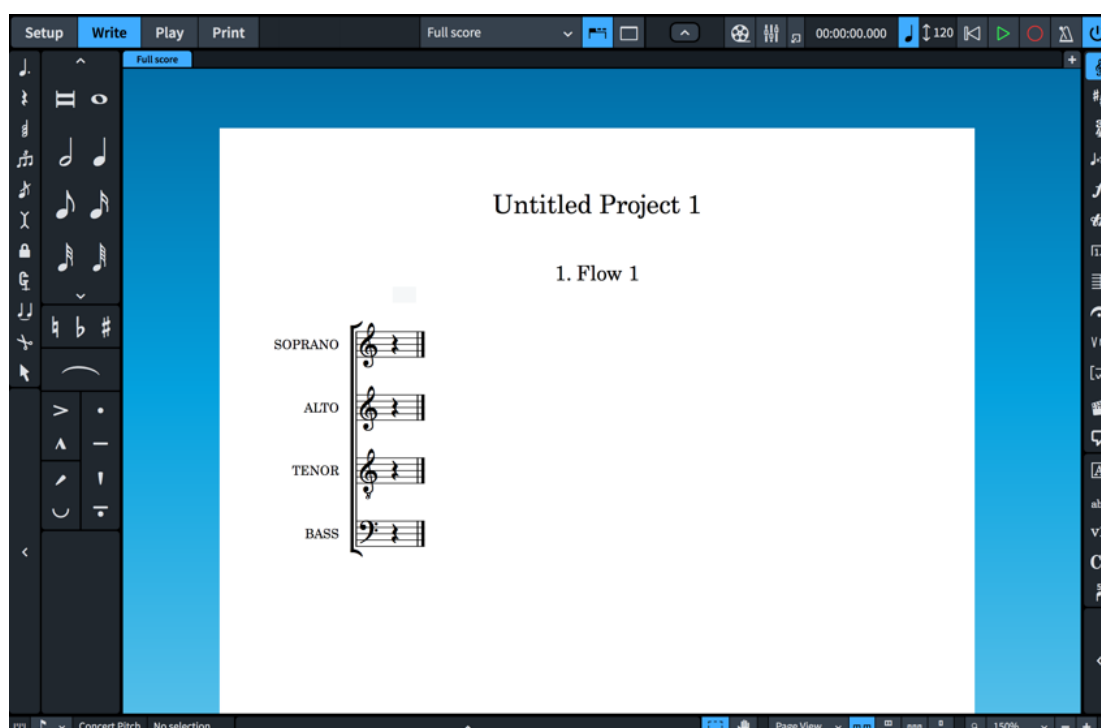 Setup Write Play Print Full score 00:00:00.000 120
Full score
Untitled Project 1
1. Flow 1
SOPRANO
ALTO
TENOR
BASS
Concert Pitch No selection Page View 150%